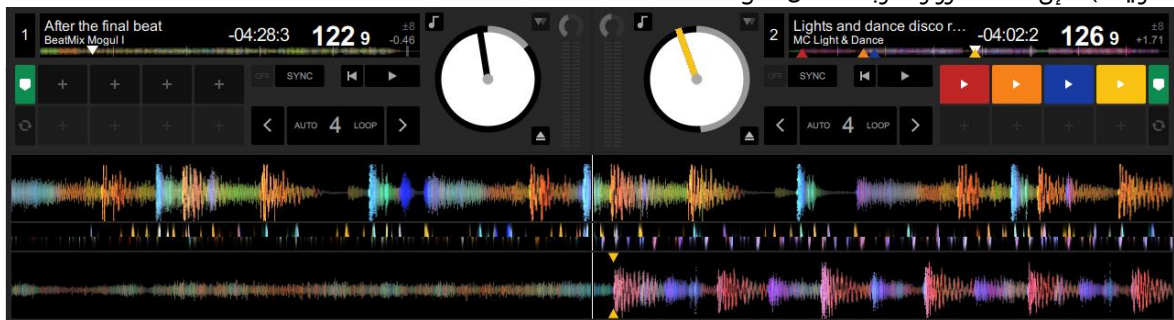 1
After the final beat
BeatMix Mogul I
-04:28:3
122 9
±8
-0.46
OFF
SYNC
AUTO 4 LOOP
2
Lights and dance disco r...
MC Light & Dance
-04:02:2
126 9
±8
+1.71
OFF
SYNC
AUTO 4 LOOP